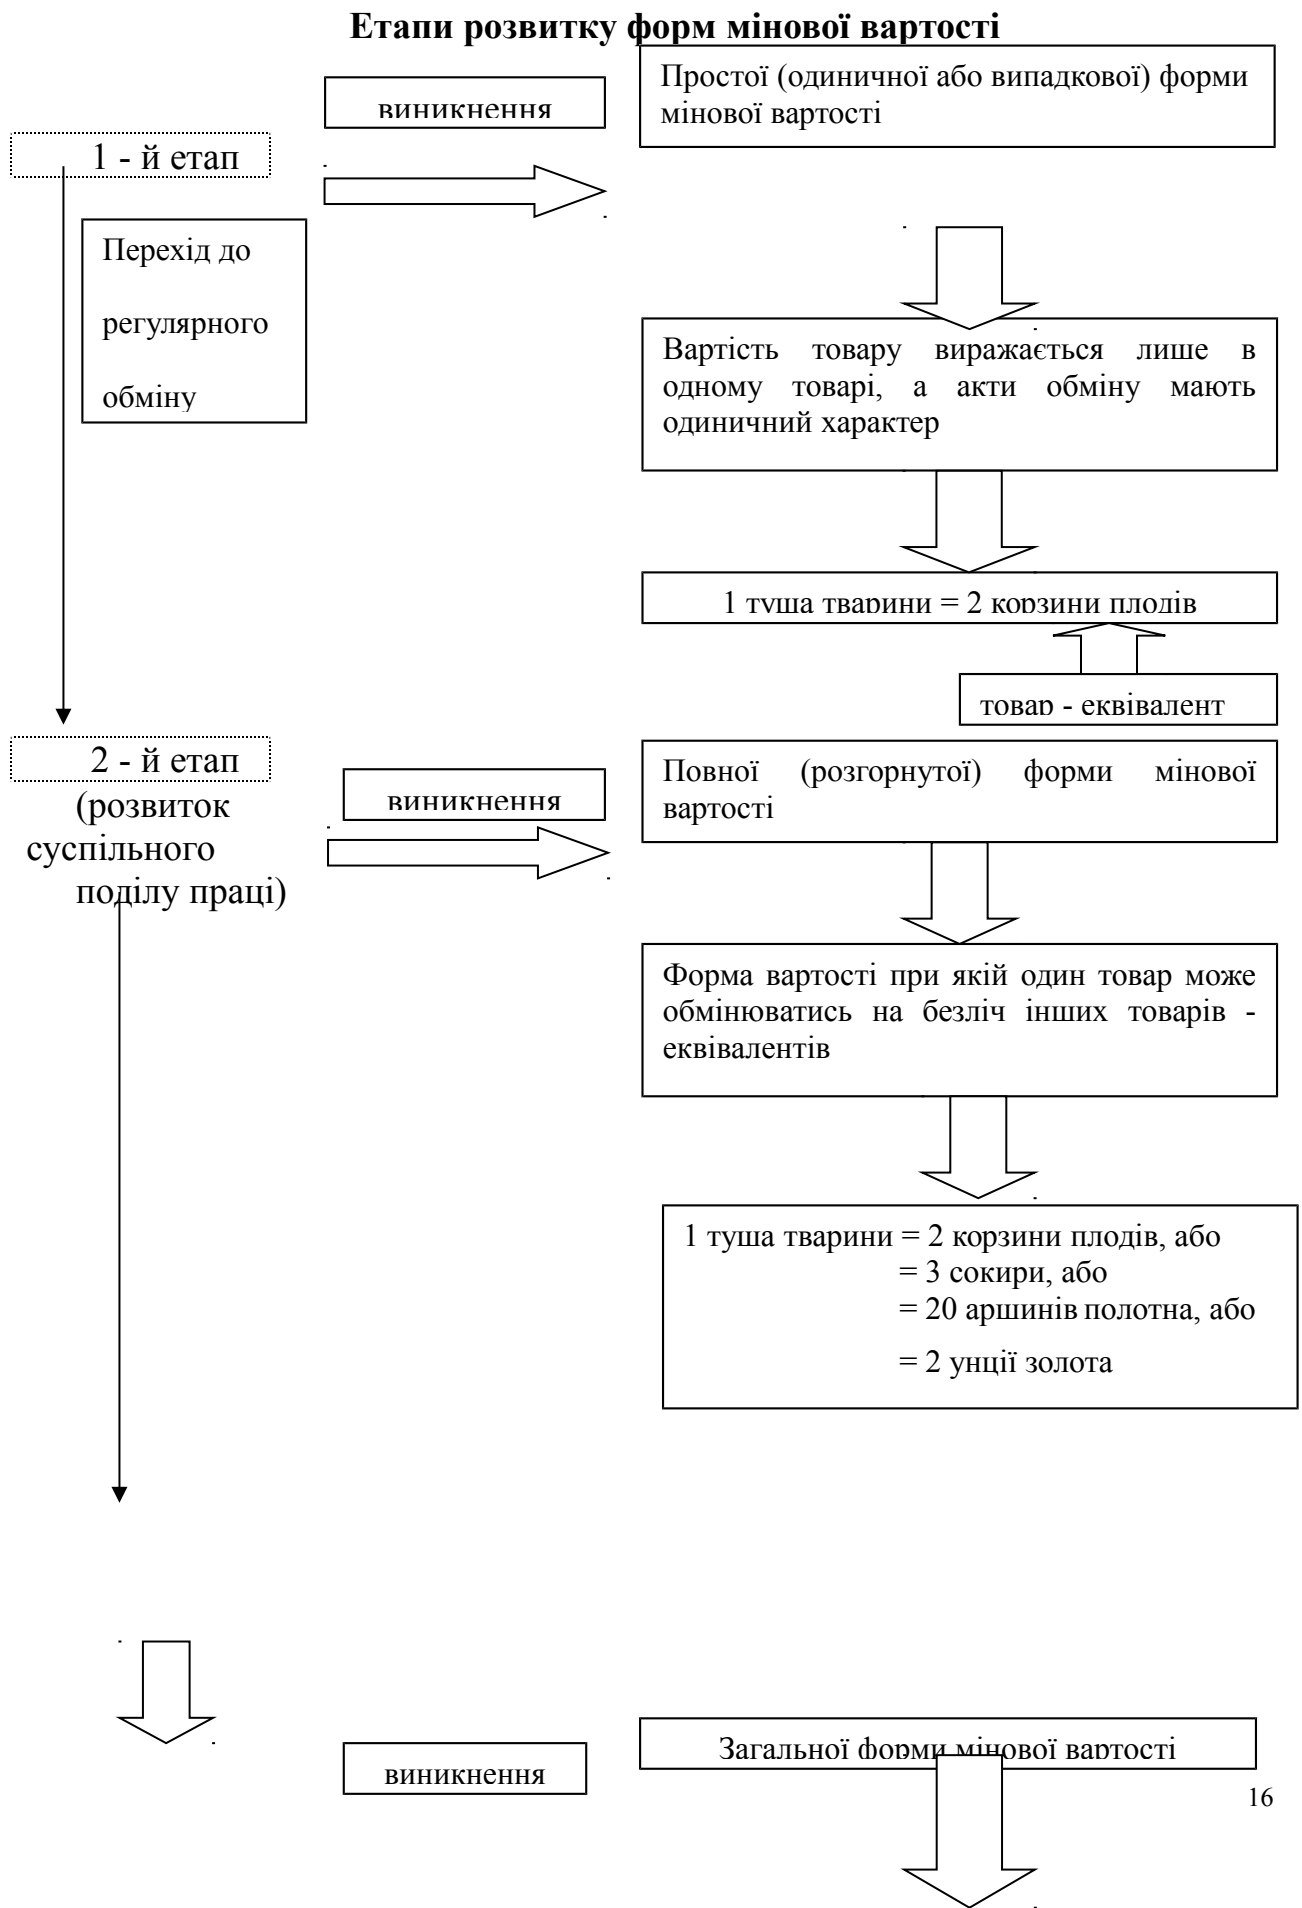 Етапи розвитку форм мінової вартості
виникнення
Простої (одиничної або випадкової) форми
мінової вартості
1 - й етап
Перехід до
регулярного
обміну
Вартість товару виражається лише в
одному товарі, а акти обміну мають
одиничний характер
1 туша тварини = 2 корзини плодів
товар - еквівалент
2 - й етап
(розвиток
суспільного
поділу праці)
виникнення
Повної (розгорнутої) форми мінової
вартості
Форма вартості при якій один товар може
обмінюватись на безліч інших товарів -
еквівалентів
1 туша тварини = 2 корзини плодів, або
= 3 сокири, або
= 20 аршинів полотна, або
= 2 унції золота
виникнення
Загальної форми мінової вартості
16